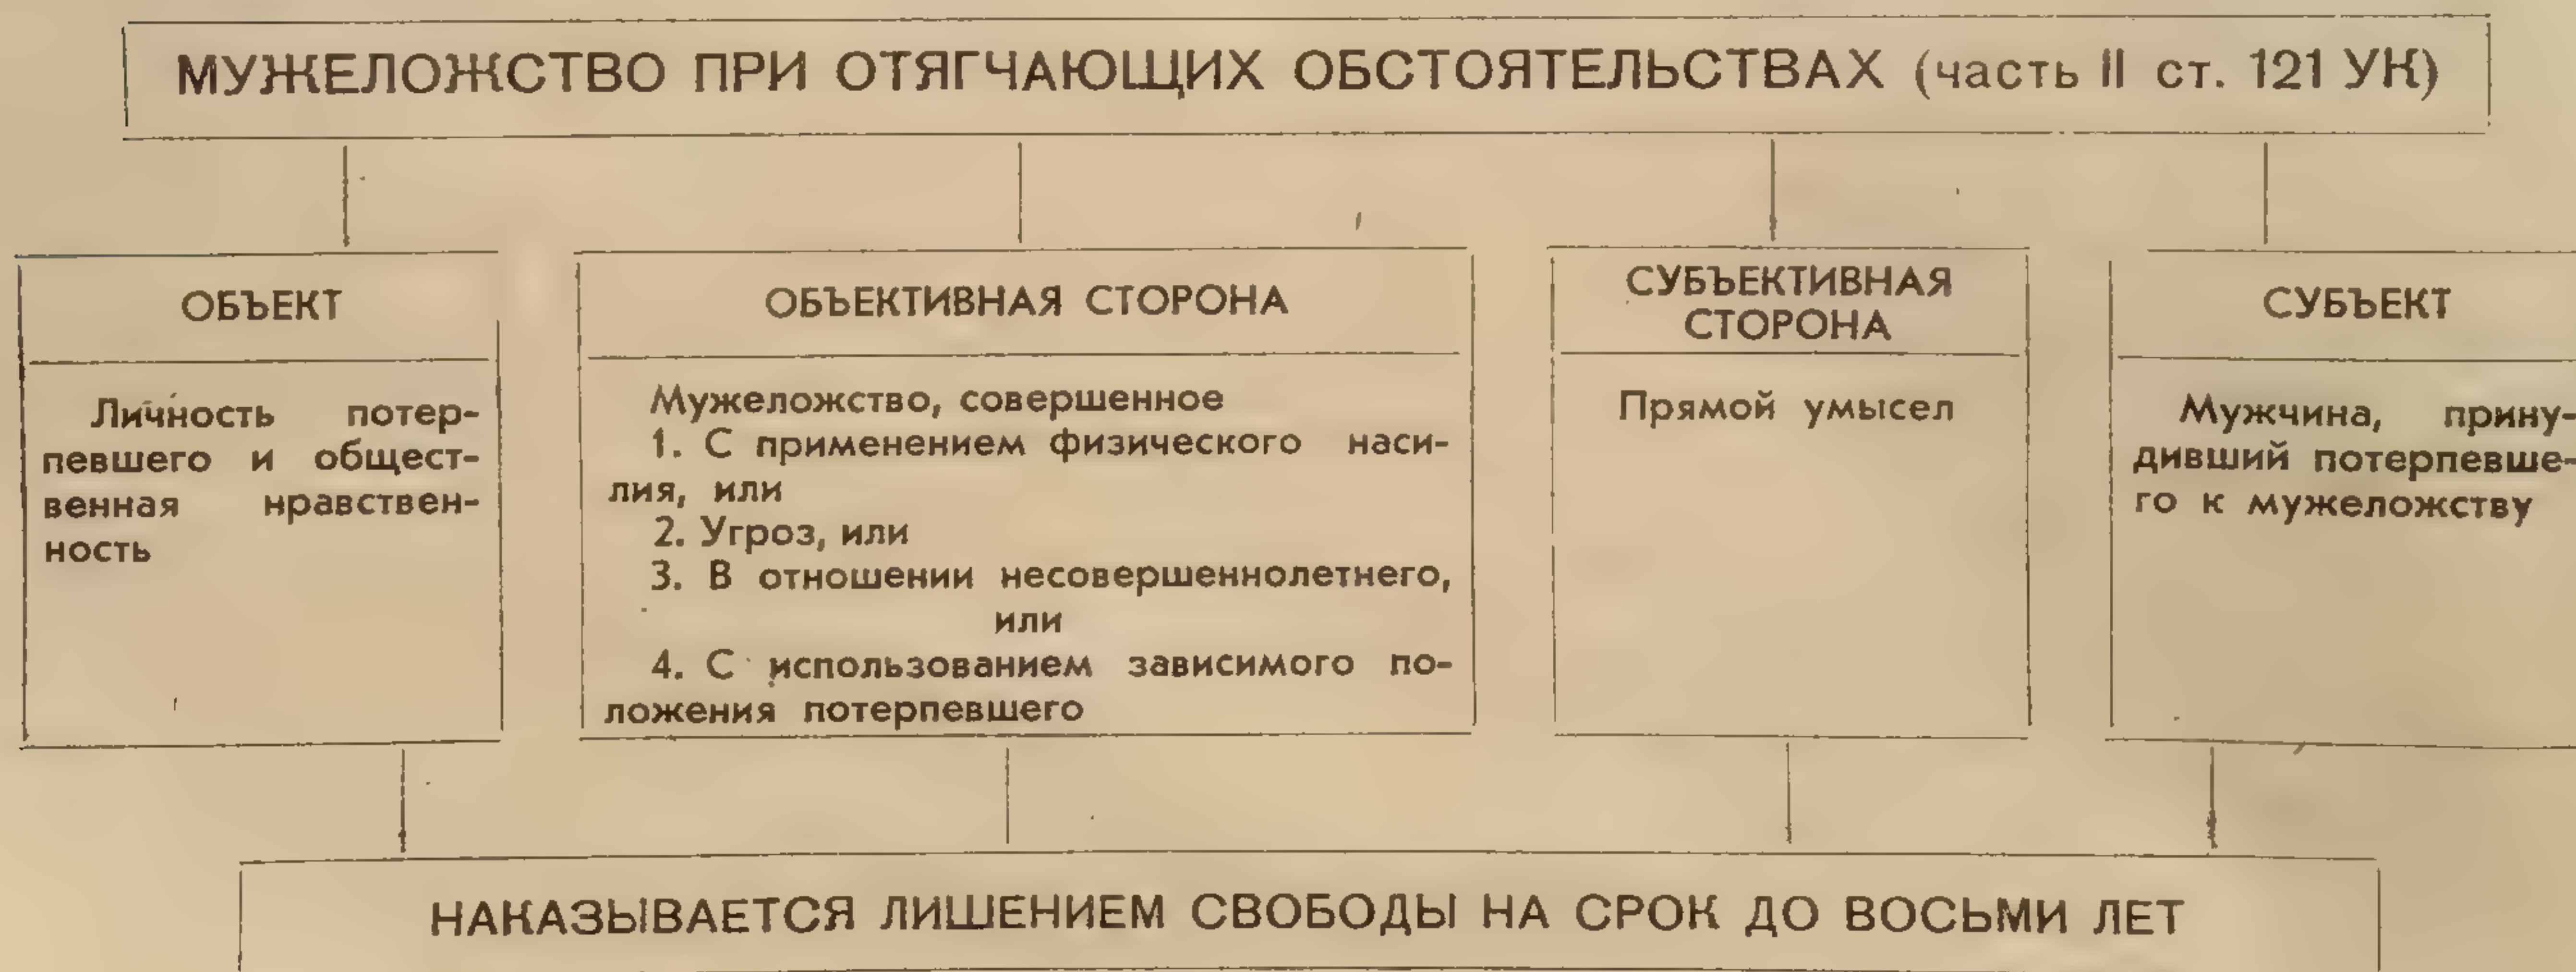 МУЖЕЛОЖСТВО ПРИ ОТЯГЧАЮЩИХ ОБСТОЯТЕЛЬСТВАХ (часть II ст. 121 УК)
ОБЪЕКТ
Личность потер-
певшего и общест-
венная нравствен-
ность
ОБЪЕКТИВНАЯ СТОРОНА
Мужеложство, совершенное
1. С применением физического наси-
лия, или
2. Угроз, или
3. В отношении несовершеннолетнего,
или
4. С использованием зависимого по-
ложения потерпевшего
СУБЪЕКТИВНАЯ
СТОРОНА
Прямой умысел
СУБЪЕКТ
Мужчина, прину-
дивший потерпевше-
го к мужеложству
НАКАЗЫВАЕТСЯ ЛИШЕНИЕМ СВОБОДЫ НА СРОК ДО ВОСЬМИ ЛЕТ